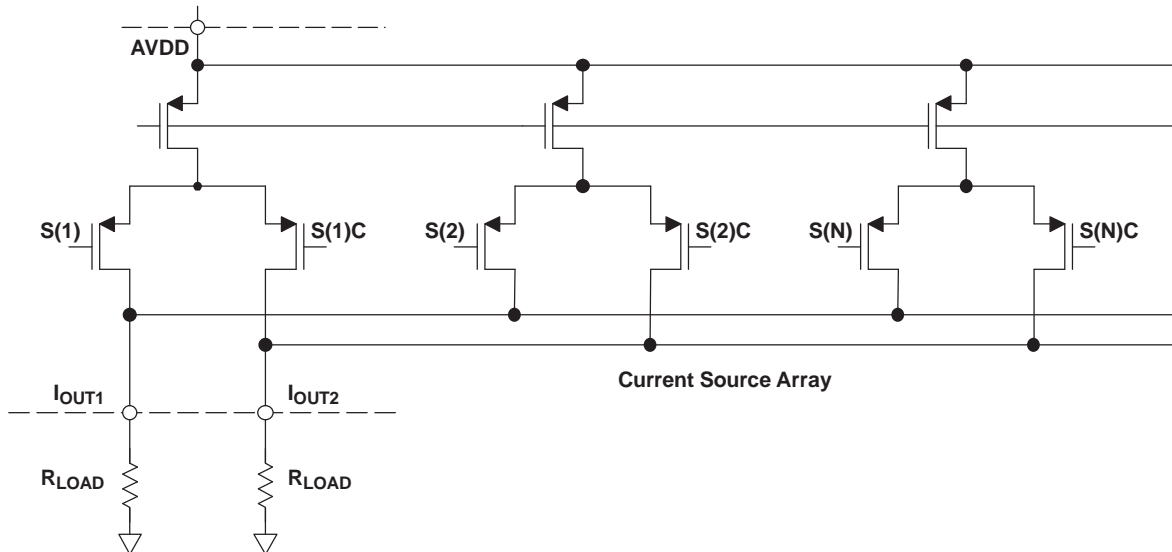 AVDD
S(1)
S(1)C
S(2)
S(2)C
S(N)
S(N)C
Current Source Array
IOUT1
IOUT2
RLOAD
RLOAD